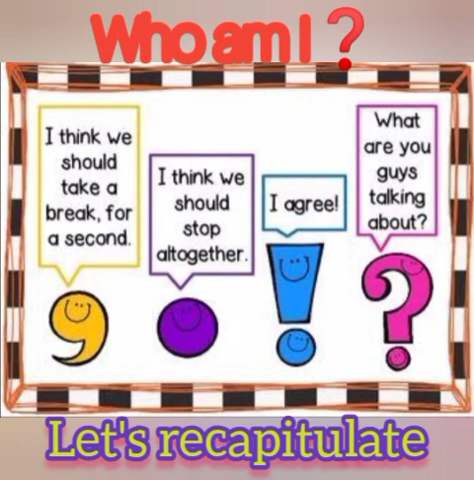 Who am I ❓
I think we
should
take a
break, for
a second.
I think we
should
stop
altogether.
I agree!
What
are you
guys
talking
about?
Let's recapitulate